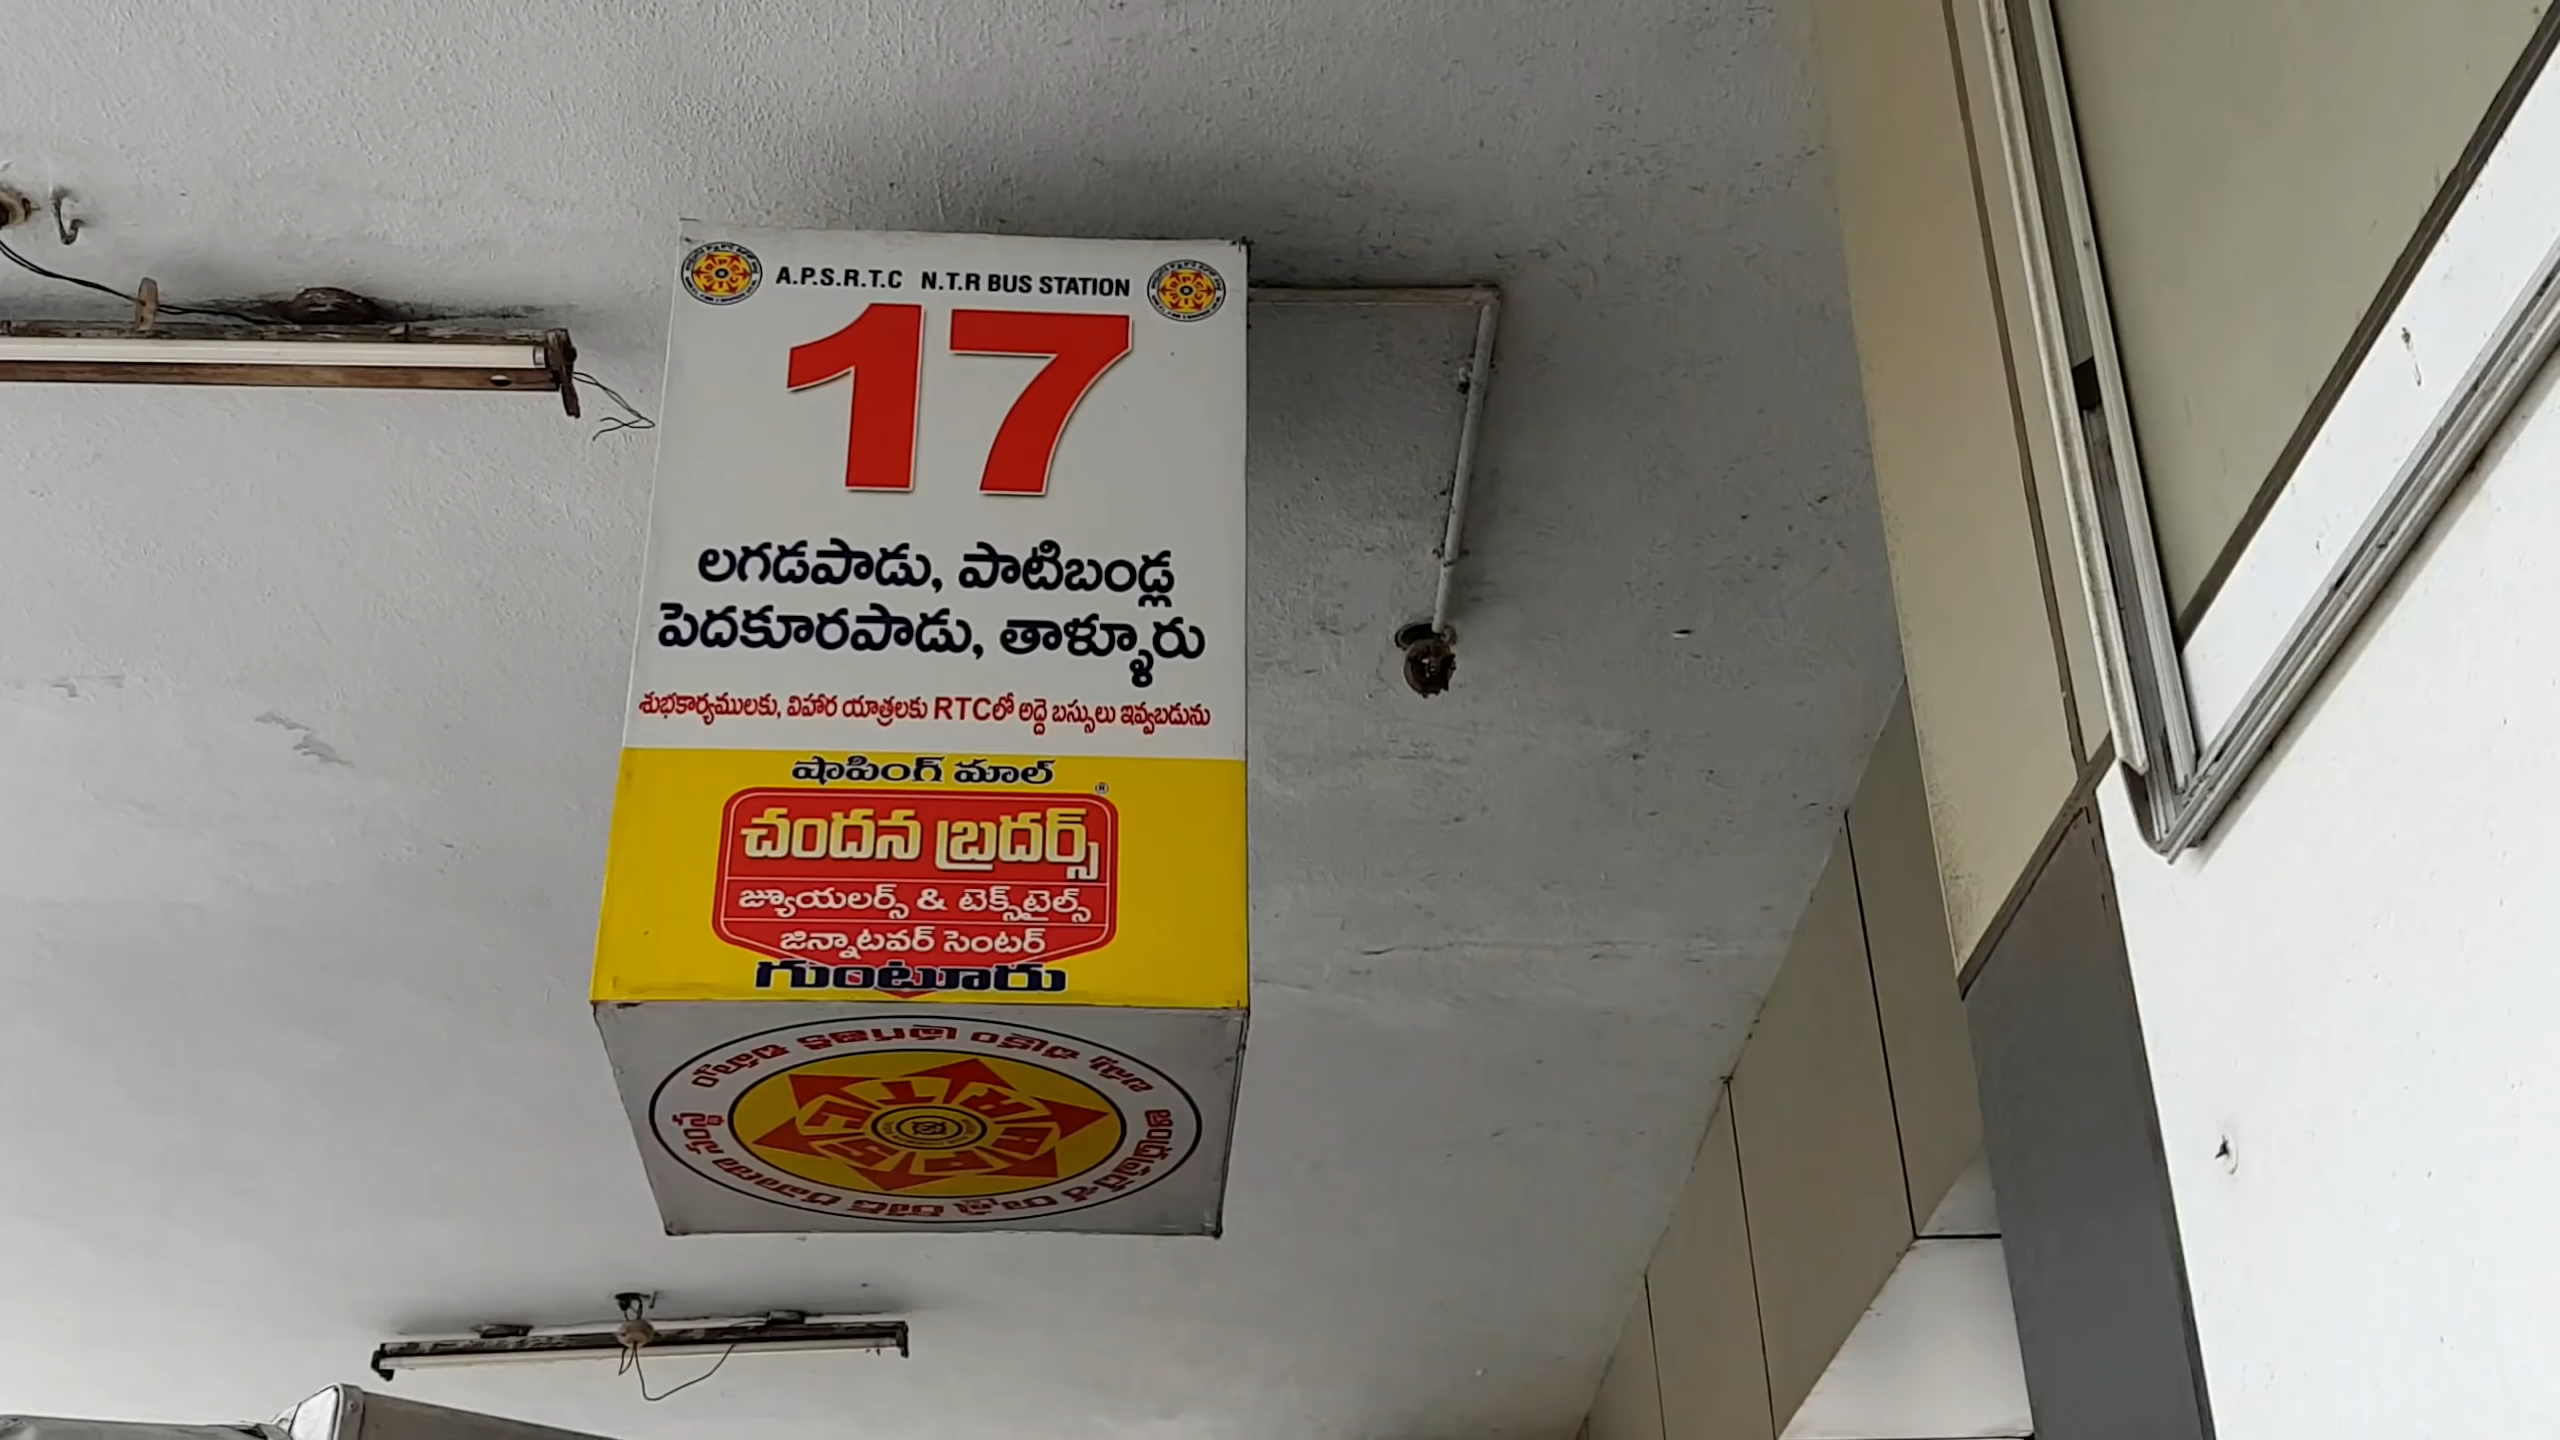 A.P.S.R.T.C N.T.R BUS STATION
17
లగడపాడు, పాటిబండ్ల
పెదకూరపాడు, తాళ్ళూరు
శుభకార్యములకు, విహార యాత్రలకు RTCలో అద్దె బస్సులు ఇవ్వబడును
షాపింగ్ మాల్
చందన బ్రదర్స్ ®
జ్యూయలర్స్ & టెక్స్‌టైల్స్
జిన్నాటవర్ సెంటర్
గుంటూరు